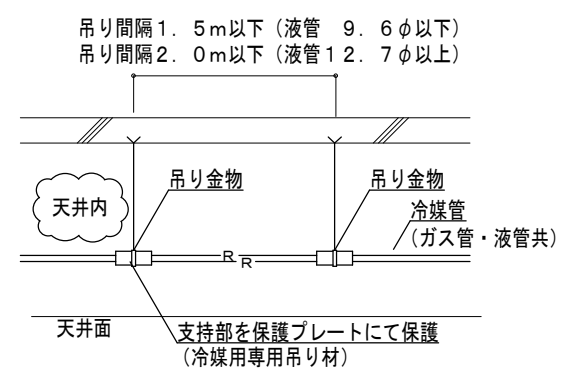 吊り間隔1．5m以下（液管 9．6φ以下）
吊り間隔2．0m以下（液管12．7φ以上）
吊り金物
吊り金物
天井内
冷媒管
（ガス管・液管共）
R
R
天井面
支持部を保護プレートにて保護
（冷媒用専用吊り材）